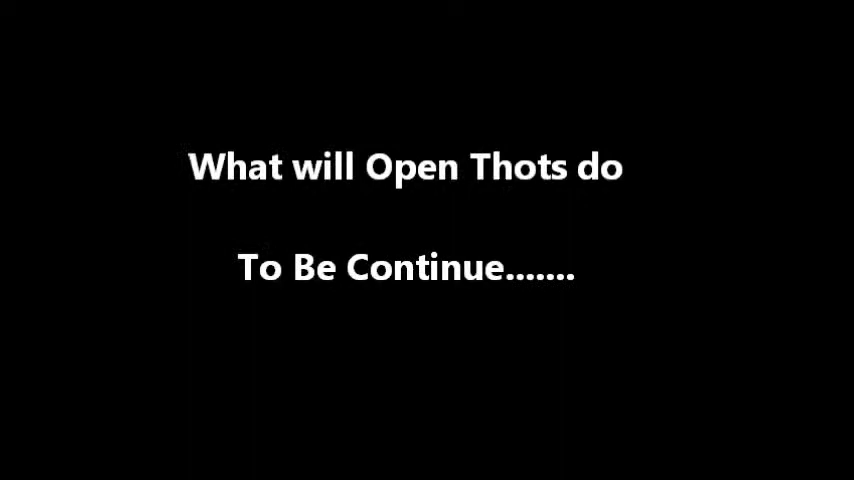 What will Open Thots do
To Be Continue.......